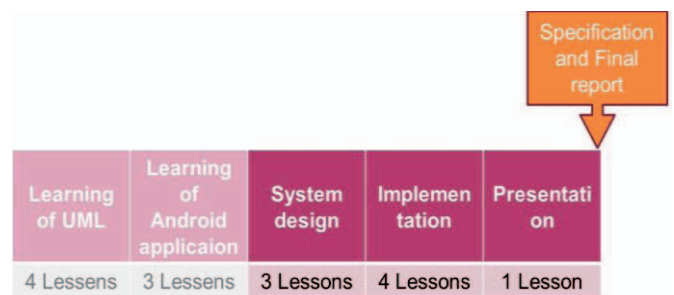 Specification
and Final
report
Learning
of UML
Learning
of
Android
applicaion
System
design
Implemen
tation
Presentati
on
4 Lessens
3 Lessens
3 Lessons
4 Lessons
1 Lesson